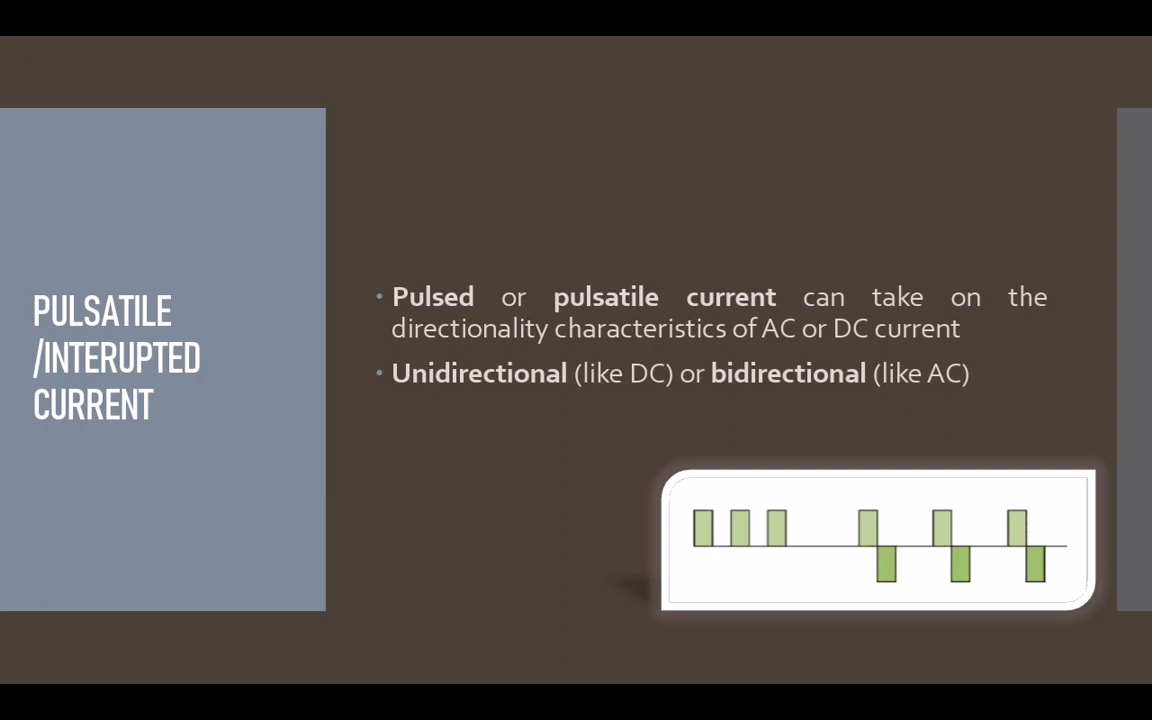 PULSATILE
/INTERUPTED
CURRENT
• Pulsed or pulsatile current can take on the
directionality characteristics of AC or DC current
• Unidirectional (like DC) or bidirectional (like AC)